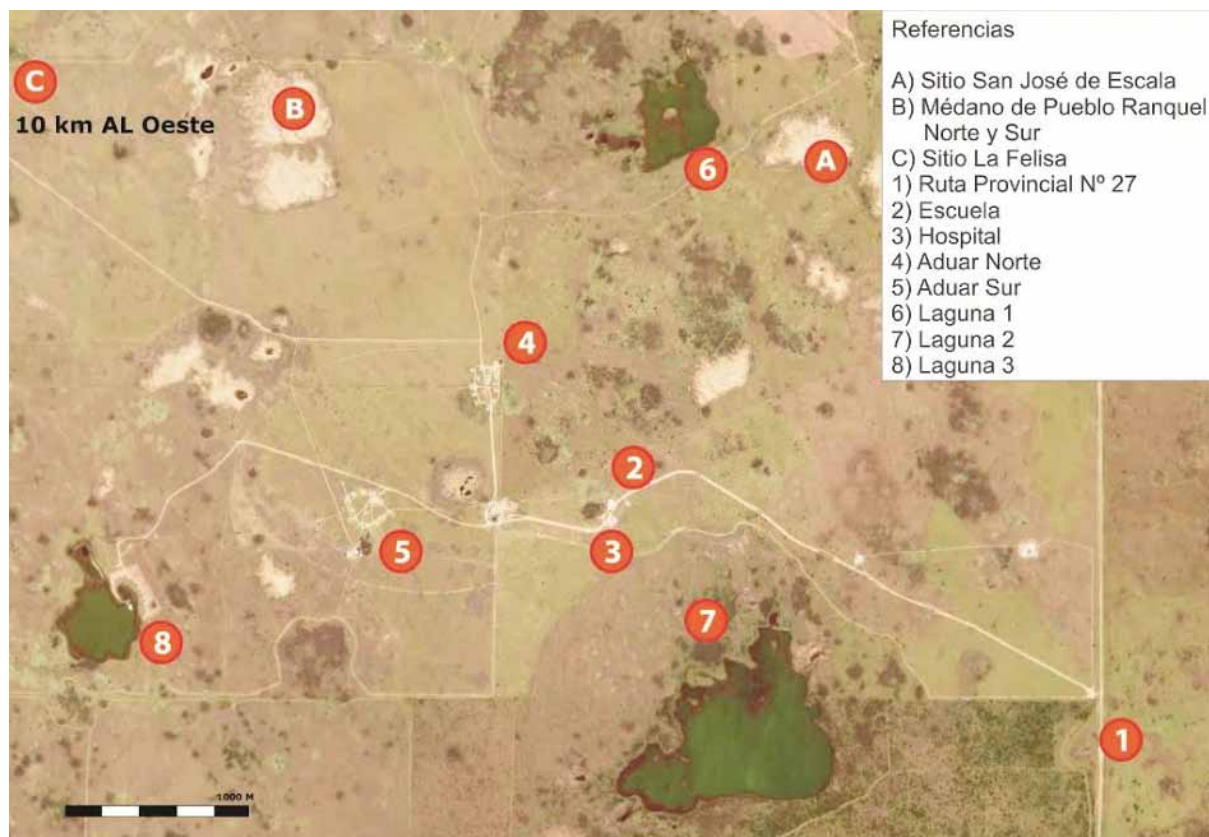 Referencias
A) Sitio San José de Escala
B) Médano de Pueblo Ranquel
Norte y Sur
C) Sitio La Felisa
1) Ruta Provincial Nº 27
2) Escuela
3) Hospital
4) Aduar Norte
5) Aduar Sur
6) Laguna 1
7) Laguna 2
8) Laguna 3
C
10 km AL Oeste
B
A
6
4
2
3
5
7
8
1
1000 M